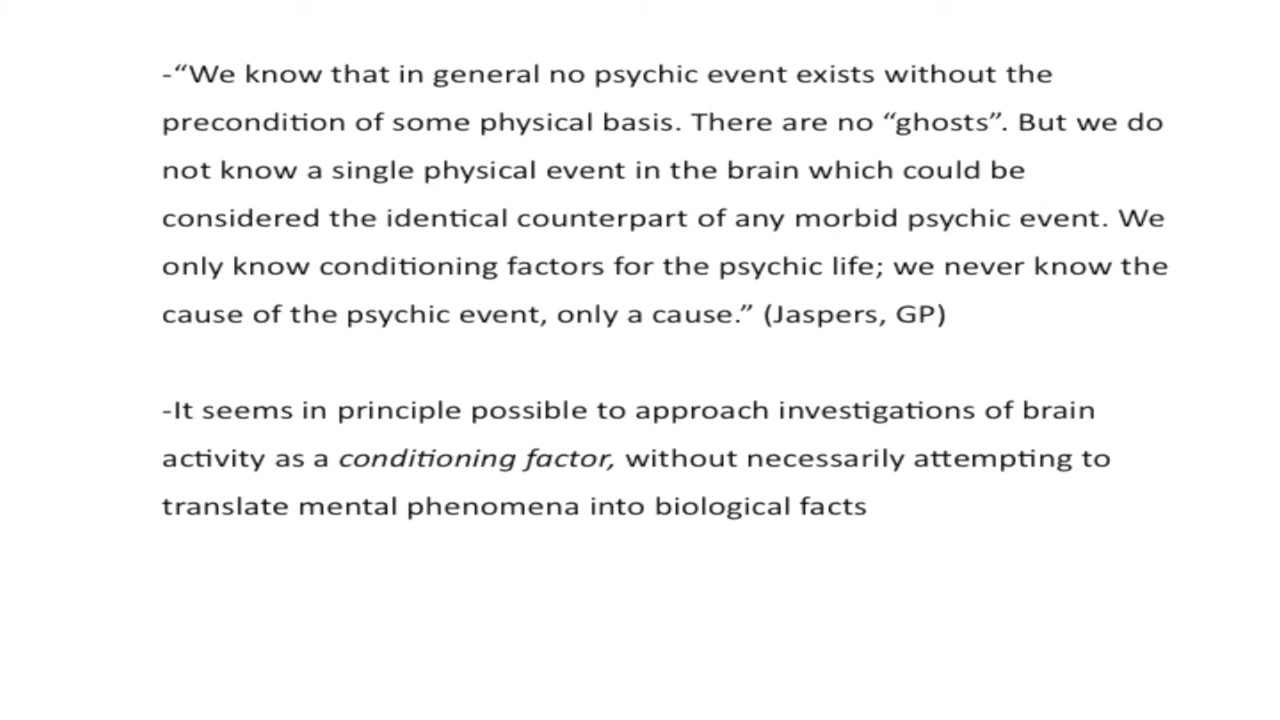 -“We know that in general no psychic event exists without the
precondition of some physical basis. There are no “ghosts”. But we do
not know a single physical event in the brain which could be
considered the identical counterpart of any morbid psychic event. We
only know conditioning factors for the psychic life; we never know the
cause of the psychic event, only a cause.” (Jaspers, GP)
-It seems in principle possible to approach investigations of brain
activity as a conditioning factor, without necessarily attempting to
translate mental phenomena into biological facts